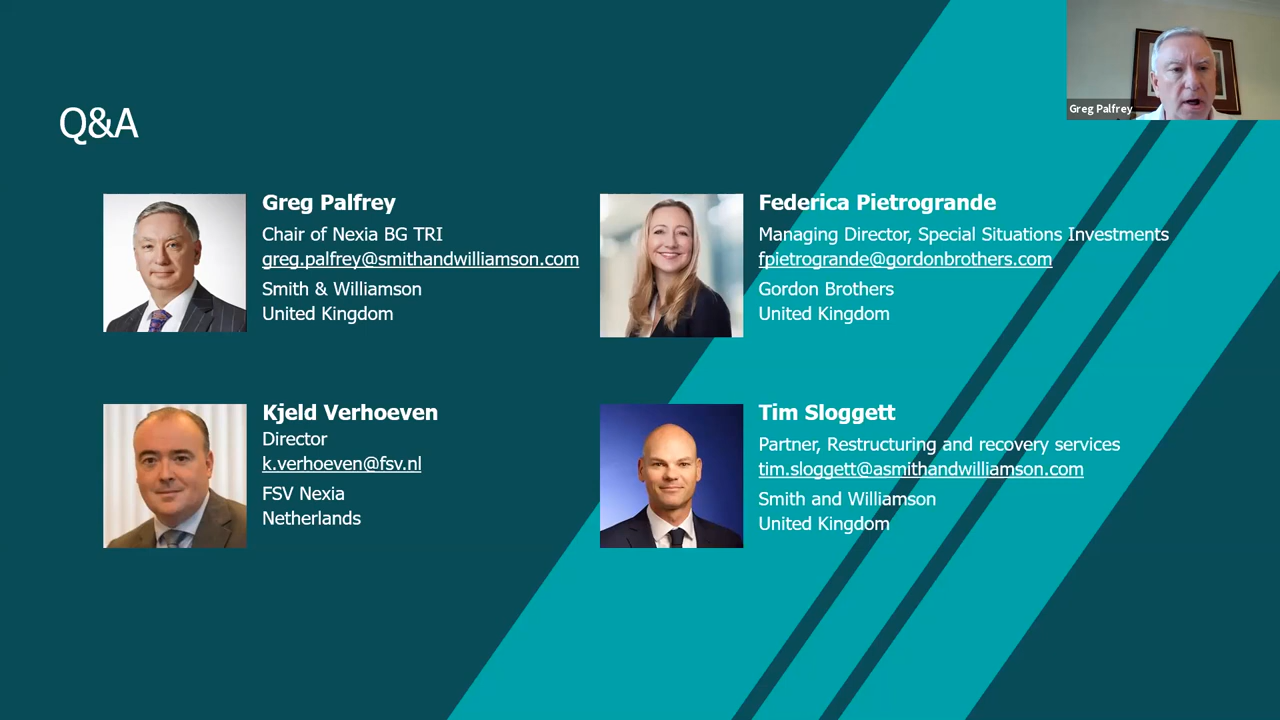 Q&A
Greg Palfrey
Greg Palfrey
Chair of Nexia BG TRI
greg.palfrey@smithandwilliamson.com
Smith & Williamson
United Kingdom
Federica Pietrogrande
Managing Director, Special Situations Investments
fpietrogrande@gordonbrothers.com
Gordon Brothers
United Kingdom
Kjeld Verhoeven
Director
k.verhoeven@fsv.nl
FSV Nexia
Netherlands
Tim Sloggett
Partner, Restructuring and recovery services
tim.sloggett@asmithandwilliamson.com
Smith and Williamson
United Kingdom